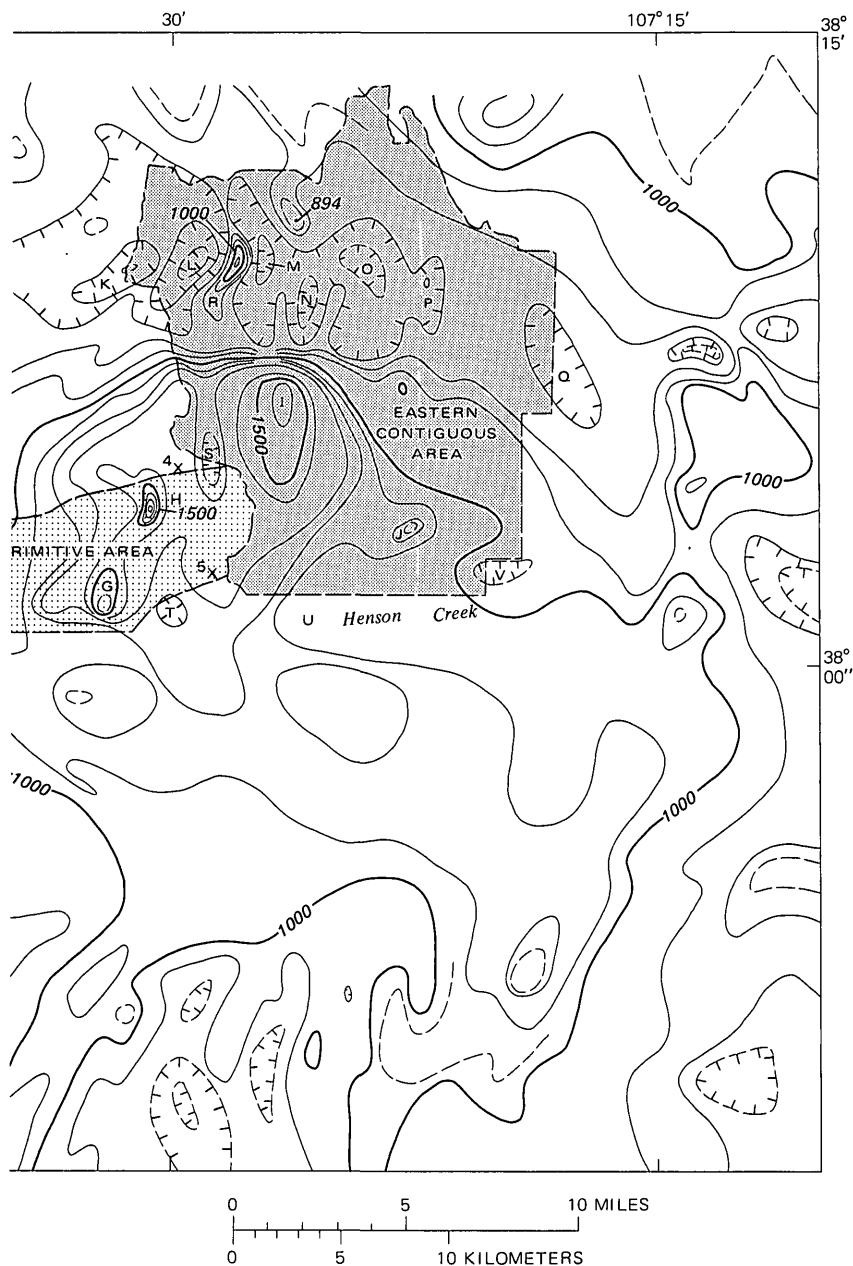 30'
107° 15'
38°
15'
1000
894
1000
L
M
O
K
R
N
P
Q
I
1500
EASTERN
CONTIGUOUS
AREA
S
4 x
1000
H
1500
RIMITIVE AREA
5 x
G
V
T
U Henson Creek
38°
00''
1000
1000
1000
0 5 10 MILES
0 5 10 KILOMETERS